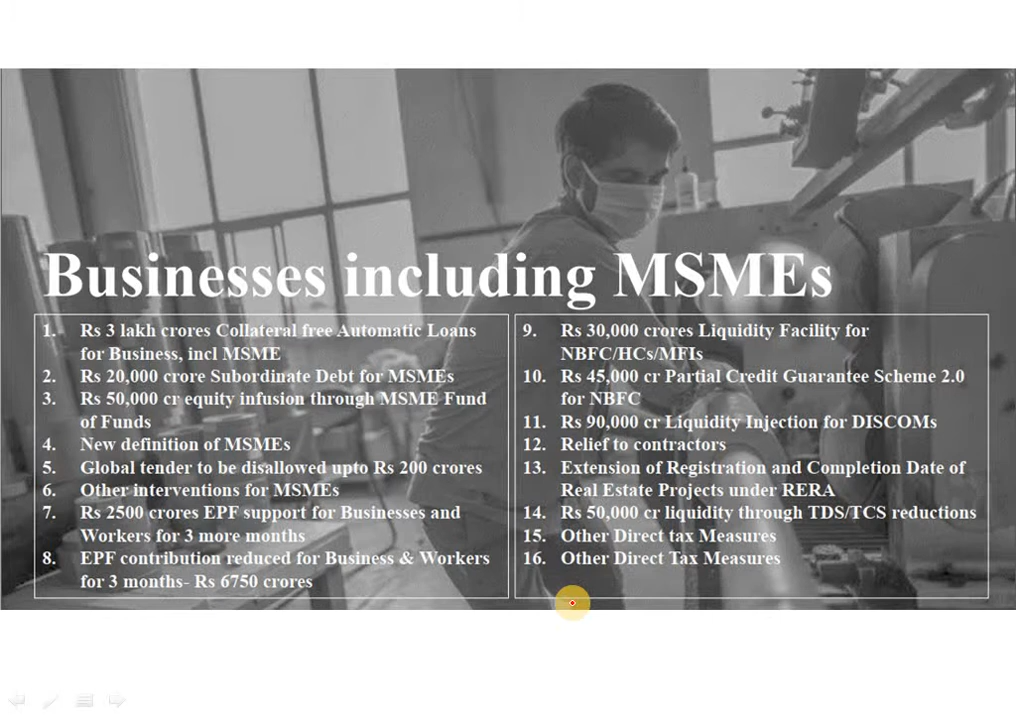 Businesses including MSMEs
1. Rs 3 lakh crores Collateral free Automatic Loans
for Business, incl MSME
2. Rs 20,000 crore Subordinate Debt for MSMEs
3. Rs 50,000 cr equity infusion through MSME Fund
of Funds
4. New definition of MSMEs
5. Global tender to be disallowed upto Rs 200 crores
6. Other interventions for MSMEs
7. Rs 2500 crores EPF support for Businesses and
Workers for 3 more months
8. EPF contribution reduced for Business & Workers
for 3 months- Rs 6750 crores
9. Rs 30,000 crores Liquidity Facility for
NBFC/HCs/MFIs
10. Rs 45,000 cr Partial Credit Guarantee Scheme 2.0
for NBFC
11. Rs 90,000 cr Liquidity Injection for DISCOMs
12. Relief to contractors
13. Extension of Registration and Completion Date of
Real Estate Projects under RERA
14. Rs 50,000 cr liquidity through TDS/TCS reductions
15. Other Direct tax Measures
16. Other Direct Tax Measures